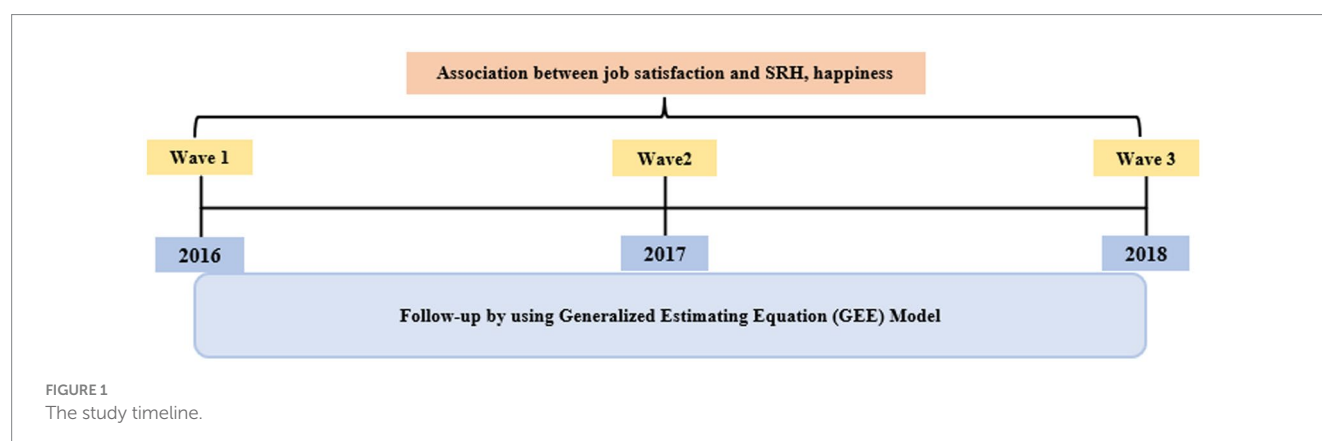 Association between job satisfaction and SRH, happiness
Wave 1
Wave2
Wave 3
2016
2017
2018
Follow-up by using Generalized Estimating Equation (GEE) Model
FIGURE 1
The study timeline.